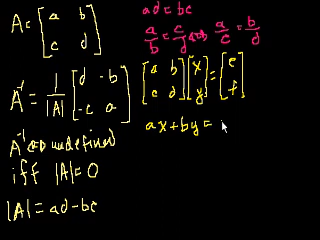 A = [a b; c d]
A⁻¹ = 1/|A| [d -b; -c a]
A⁻¹ undefined
iff |A| = 0
|A| = ad - bc
ad = bc
a/b = c/d a/c = b/d
[a b; c d] [x; y] = [e; f]
ax + by =